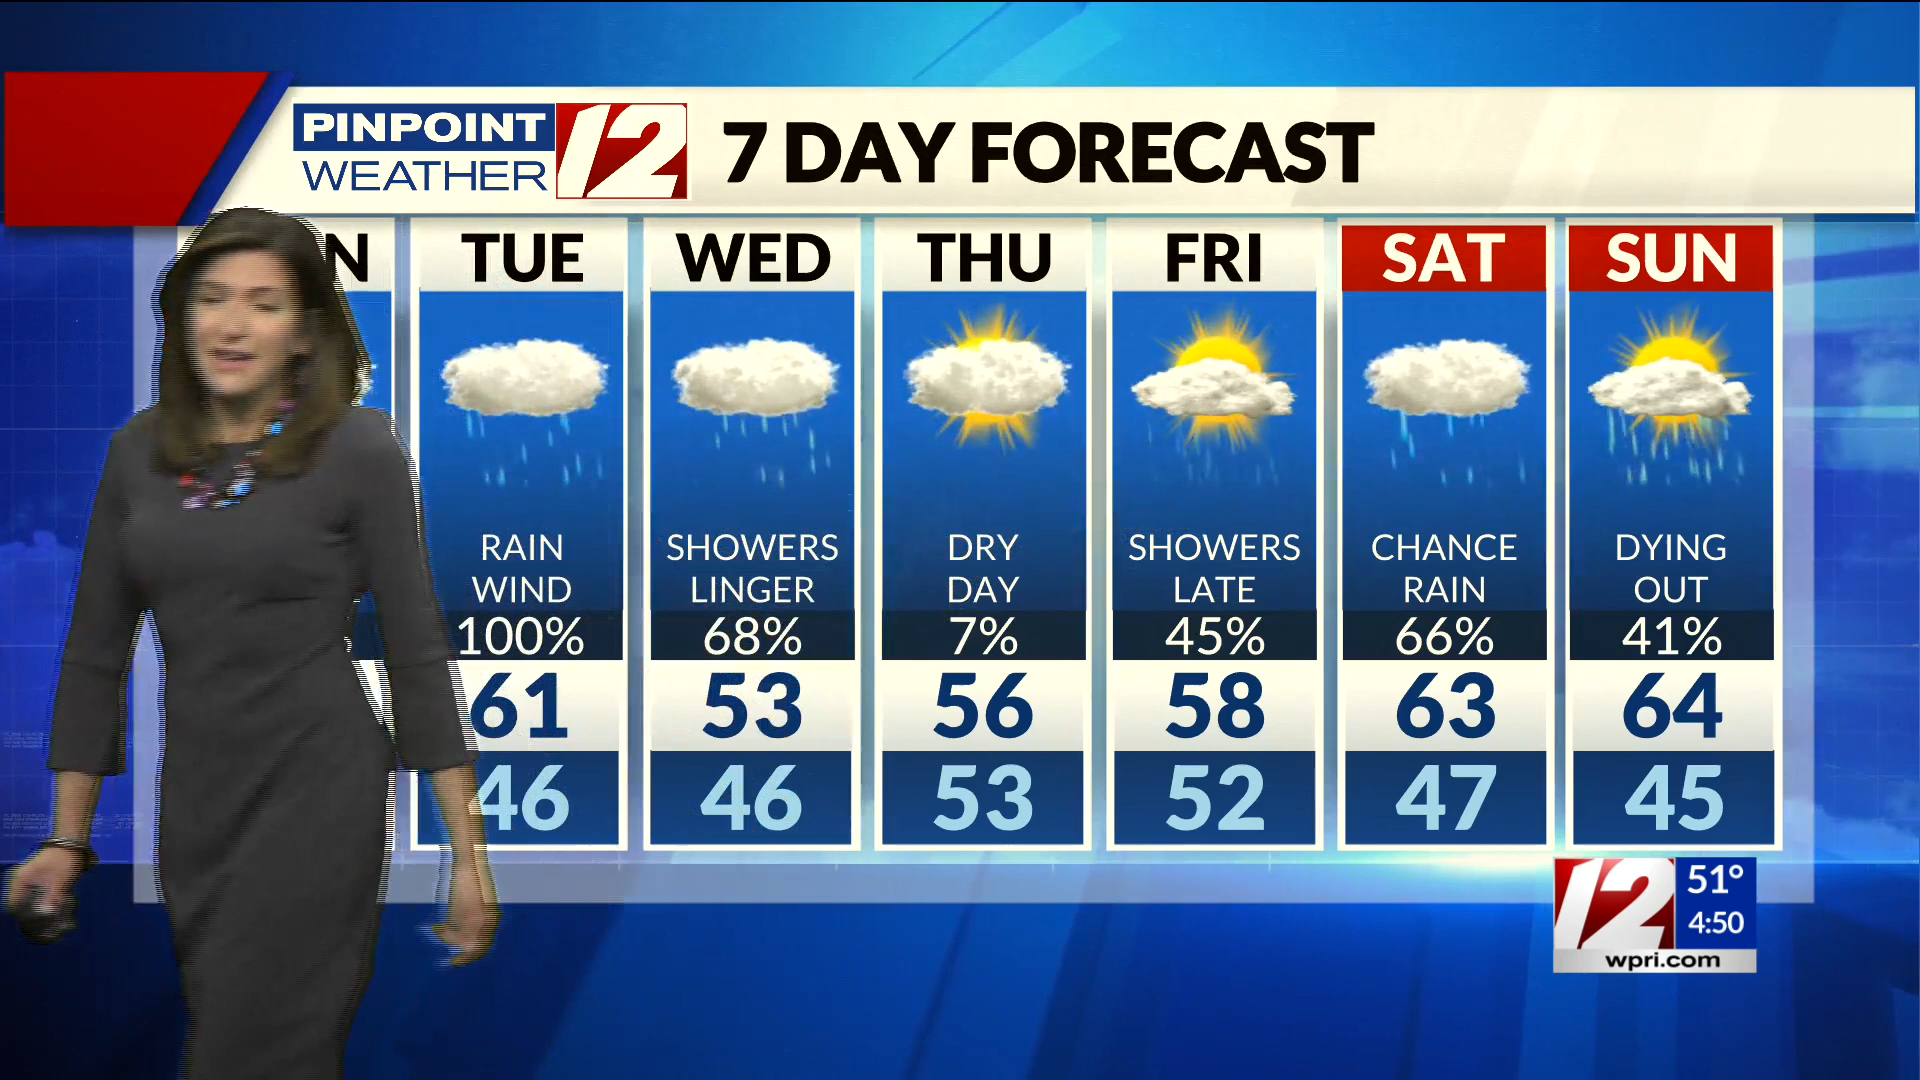 PINPOINT
WEATHER
12
7 DAY FORECAST
TUE
WED
THU
FRI
SAT
SUN
RAIN
WIND
100%
61
46
SHOWERS
LINGER
68%
53
46
DRY
DAY
7%
56
53
SHOWERS
LATE
45%
58
52
CHANCE
RAIN
66%
63
47
DYING
OUT
41%
64
45
12
51°
4:50
wpri.com